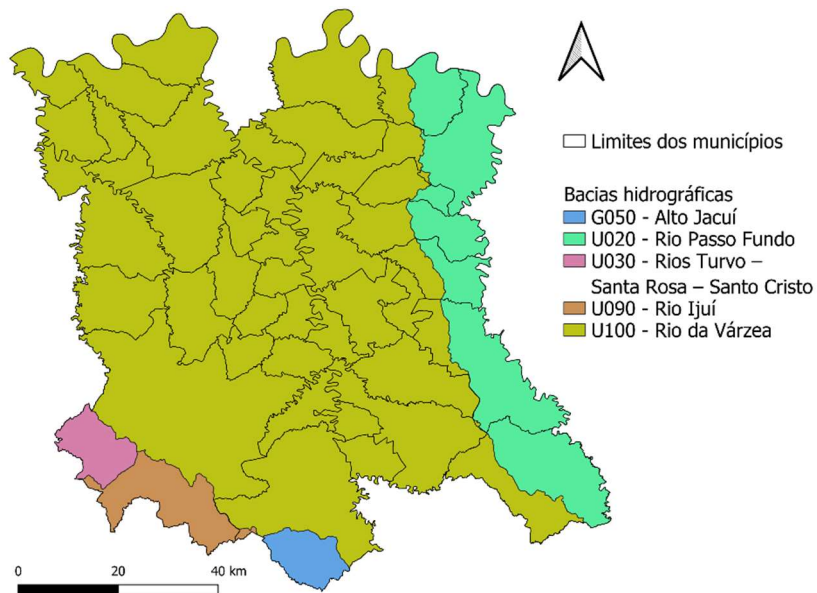 Limites dos municípios
Bacias hidrográficas
G050 - Alto Jacuí
U020 - Rio Passo Fundo
U030 - Rios Turvo –
Santa Rosa – Santo Cristo
U090 - Rio Ijuí
U100 - Rio da Várzea
0 20 40 km